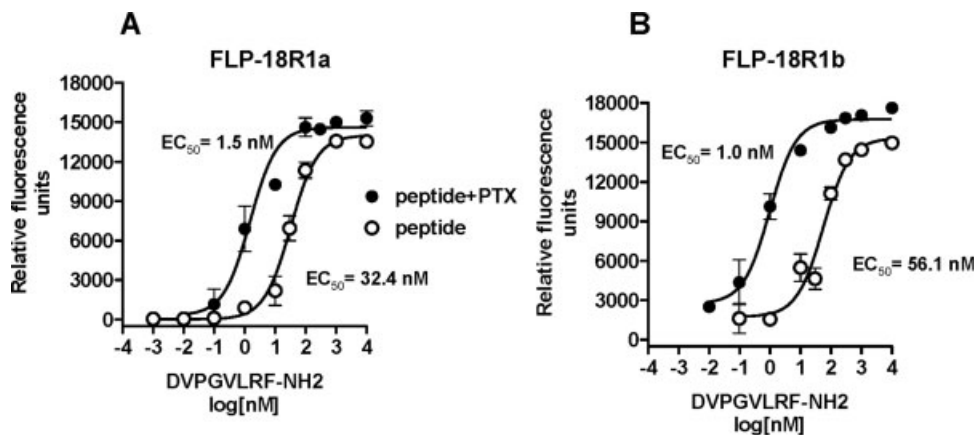 A
FLP-18R1a
Relative fluorescence
units
18000
15000
12000
9000
6000
3000
0
EC50= 1.5 nM
peptide+PTX
peptide
EC50= 32.4 nM
-4 -3 -2 -1 0 1 2 3 4
DVPGVLRF-NH2
log[nM]
B
FLP-18R1b
Relative fluorescence
units
18000
15000
12000
9000
6000
3000
0
EC50= 1.0 nM
EC50= 56.1 nM
-4 -3 -2 -1 0 1 2 3 4
DVPGVLRF-NH2
log[nM]